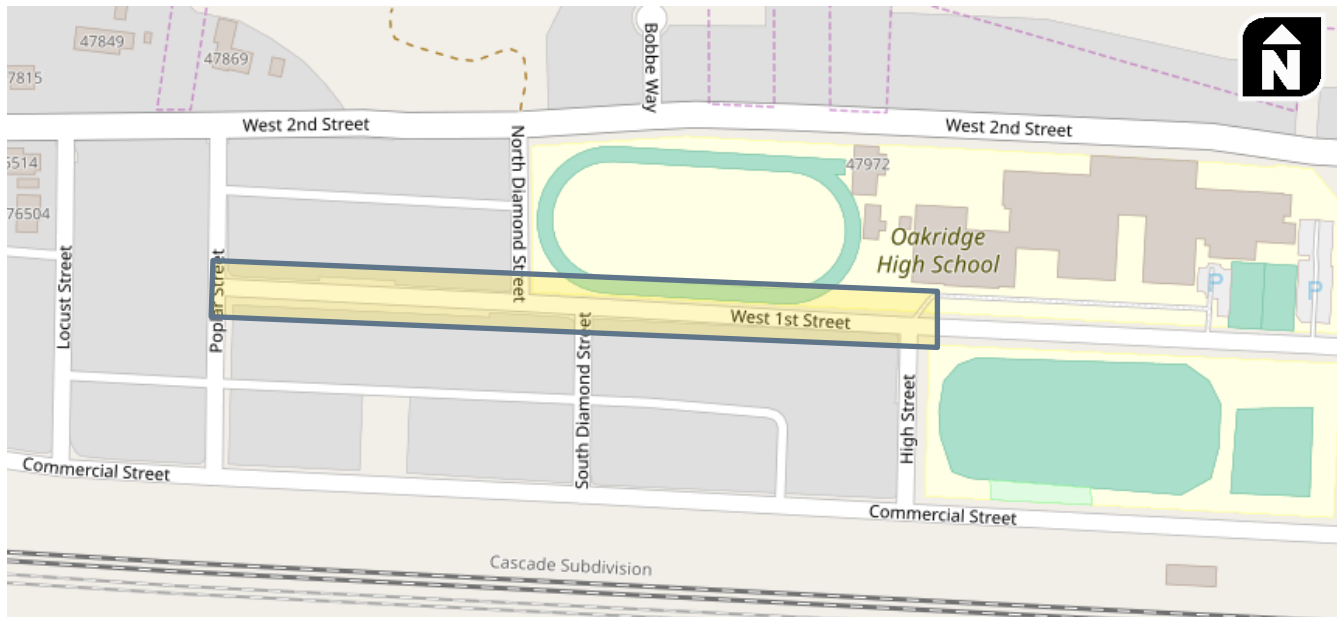 47849
47869
7815
Bobbe Way
N
West 2nd Street
West 2nd Street
5514
76504
North Diamond Street
47972
Oakridge
High School
Locust Street
Poplar Street
P
P
West 1st Street
South Diamond Street
High Street
Commercial Street
Commercial Street
Cascade Subdivision